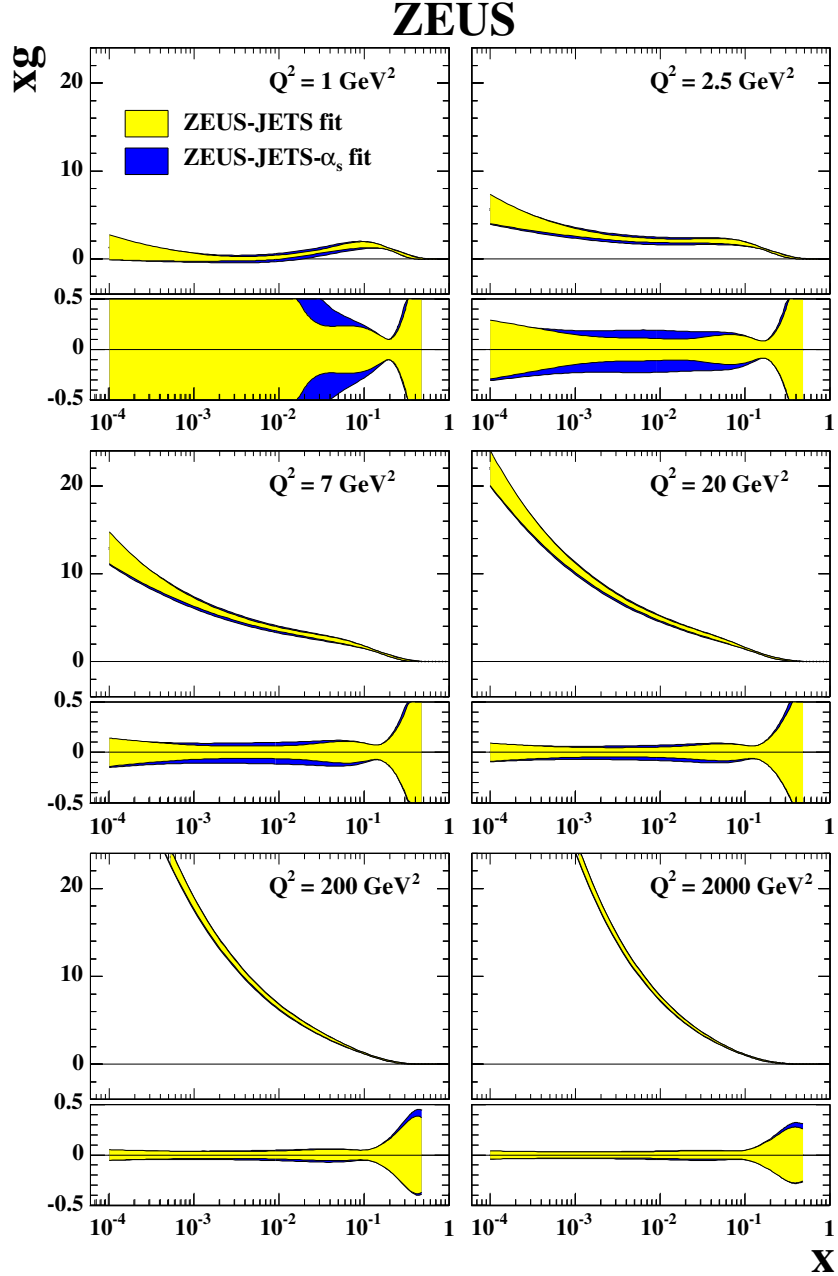 ZEUS
xg
Q² = 1 GeV²
Q² = 2.5 GeV²
20
ZEUS-JETS fit
ZEUS-JETS-αₛ fit
10
0
0.5
0
-0.5
10⁻⁴ 10⁻³ 10⁻² 10⁻¹ 1
10⁻⁴ 10⁻³ 10⁻² 10⁻¹ 1
Q² = 7 GeV²
Q² = 20 GeV²
20
10
0
0.5
0
-0.5
10⁻⁴ 10⁻³ 10⁻² 10⁻¹ 1
10⁻⁴ 10⁻³ 10⁻² 10⁻¹ 1
Q² = 200 GeV²
Q² = 2000 GeV²
20
10
0
0.5
0
-0.5
10⁻⁴ 10⁻³ 10⁻² 10⁻¹ 1
10⁻⁴ 10⁻³ 10⁻² 10⁻¹ 1
x